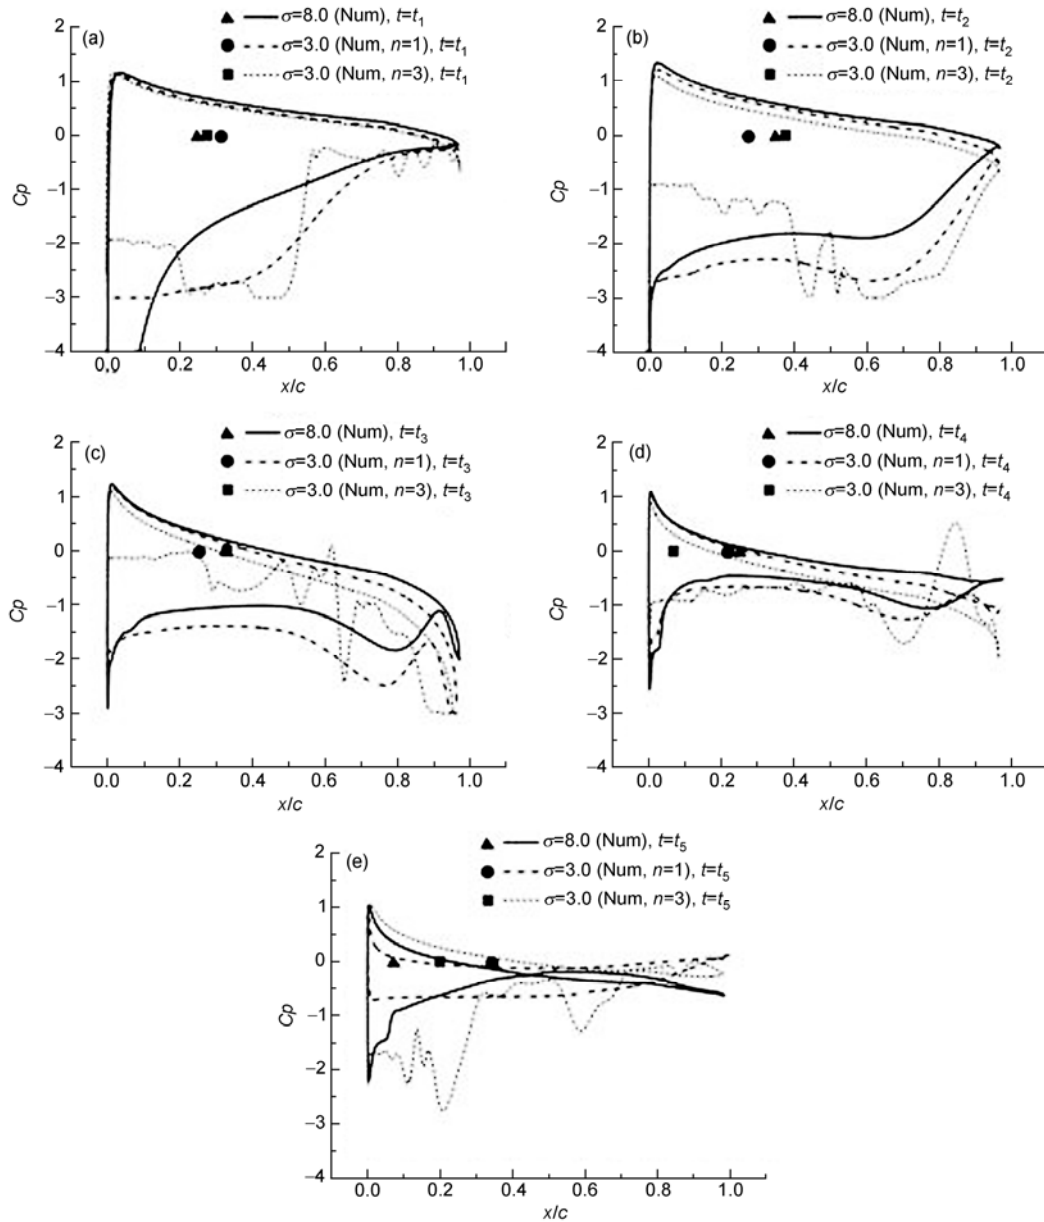 (a)
σ=8.0 (Num), t=t₁
σ=3.0 (Num, n=1), t=t₁
σ=3.0 (Num, n=3), t=t₁
2
1
0
−1
−2
−3
−4
Cp
0.0 0.2 0.4 0.6 0.8 1.0
x/c
(b)
σ=8.0 (Num), t=t₂
σ=3.0 (Num, n=1), t=t₂
σ=3.0 (Num, n=3), t=t₂
2
1
0
−1
−2
−3
−4
Cp
0.0 0.2 0.4 0.6 0.8 1.0
x/c
(c)
σ=8.0 (Num), t=t₃
σ=3.0 (Num, n=1), t=t₃
σ=3.0 (Num, n=3), t=t₃
2
1
0
−1
−2
−3
−4
Cp
0.0 0.2 0.4 0.6 0.8 1.0
x/c
(d)
σ=8.0 (Num), t=t₄
σ=3.0 (Num, n=1), t=t₄
σ=3.0 (Num, n=3), t=t₄
2
1
0
−1
−2
−3
−4
Cp
0.0 0.2 0.4 0.6 0.8 1.0
x/c
(e)
σ=8.0 (Num), t=t₅
σ=3.0 (Num, n=1), t=t₅
σ=3.0 (Num, n=3), t=t₅
2
1
0
−1
−2
−3
−4
Cp
0.0 0.2 0.4 0.6 0.8 1.0
x/c